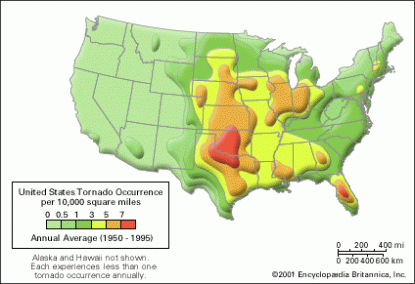 United States Tornado Occurrence
per 10,000 square miles
0 0.5 1 3 5 7
Annual Average (1950 - 1995)
Alaska and Hawaii not shown.
Each experiences less than one
tornado occurrence annually.
0 200 400 mi
0 200 400 600 km
©2001 Encyclopædia Britannica, Inc.